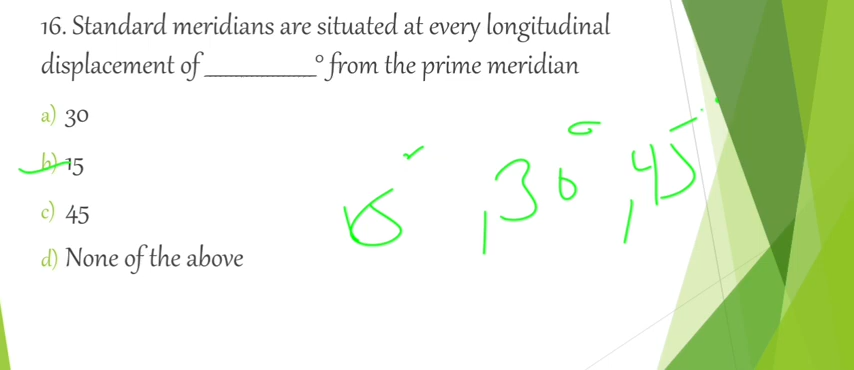 16. Standard meridians are situated at every longitudinal
displacement of __________° from the prime meridian
a) 30
b) 15
c) 45
d) None of the above
15°, 30°, 45°